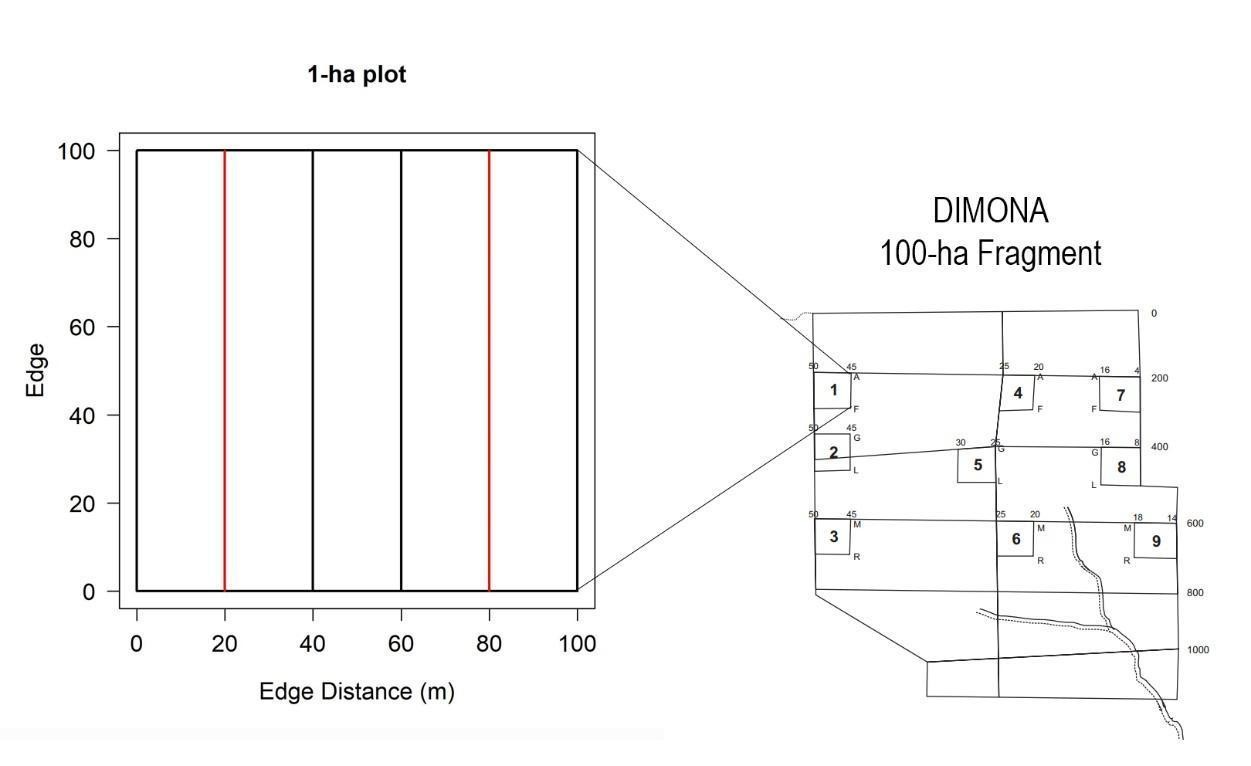 1-ha plot
100
80
60
40
20
0
Edge
0 20 40 60 80 100
Edge Distance (m)
DIMONA
100-ha Fragment
0
50 45 25 20 16 4
A A A 200
1 4 7
F F F
50 45 30 25 16 8 400
G G G
2 5 8
L L L
50 45 25 20 18 14 600
M M M
3 6 9
R R R
800
1000